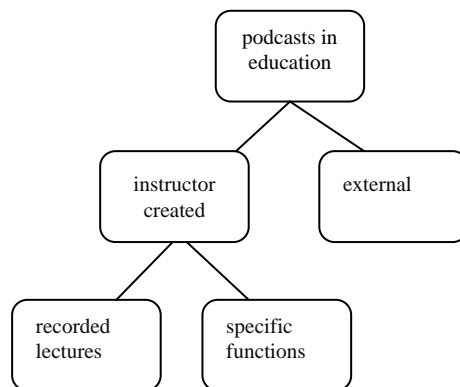 podcasts in
education
instructor
created
external
recorded
lectures
specific
functions